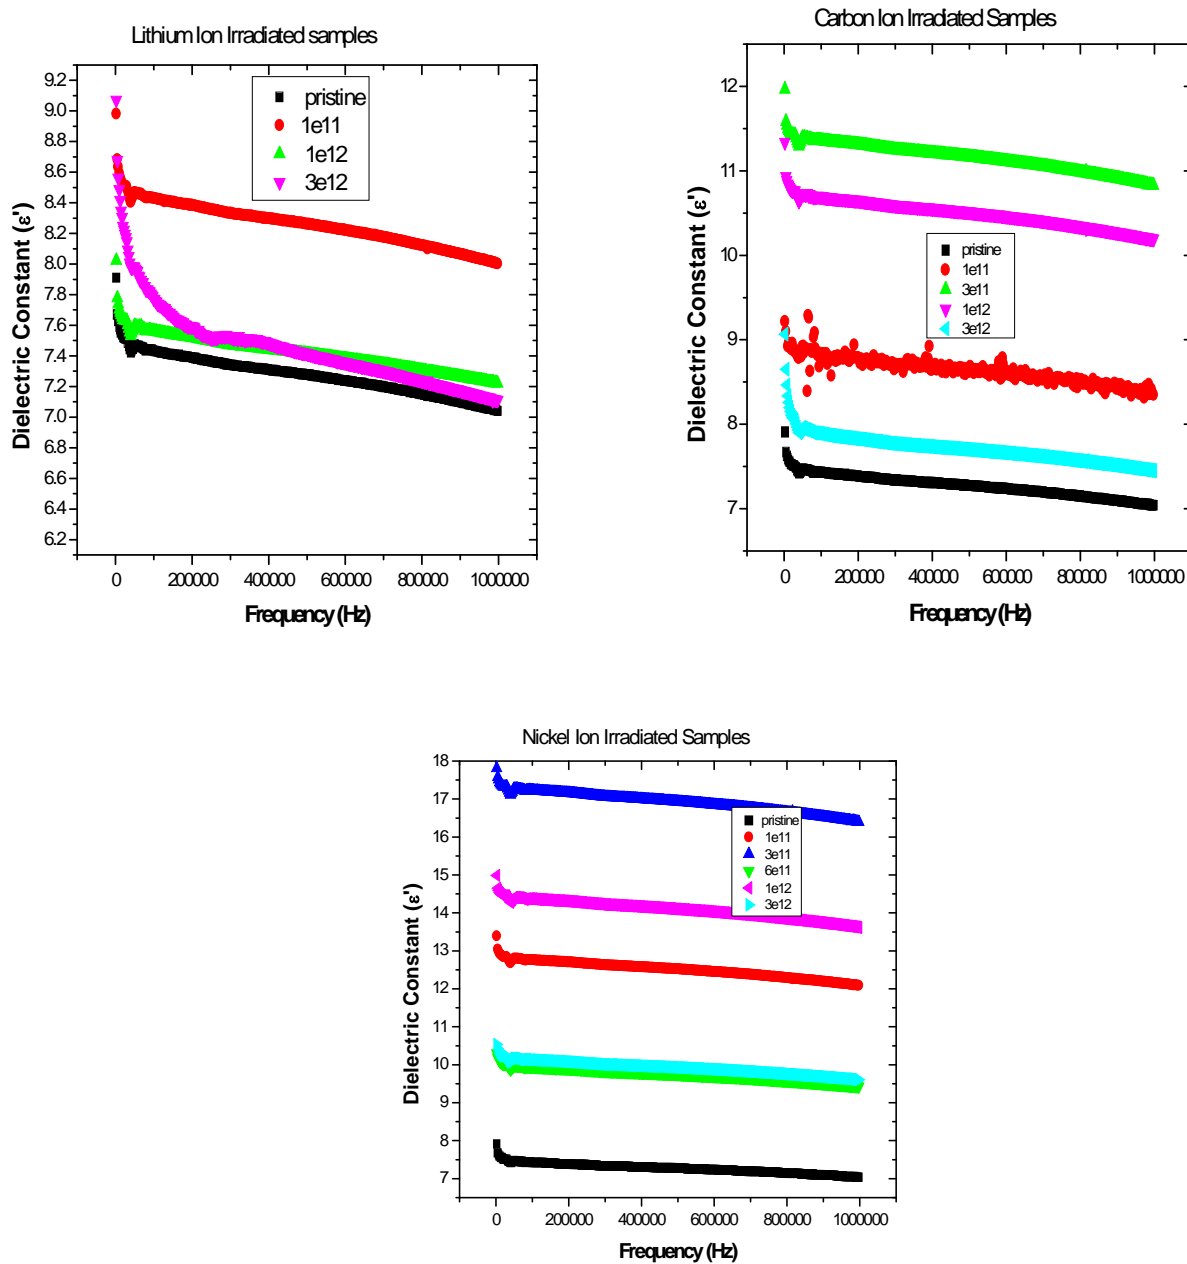 Lithium Ion Irradiated samples
9.2
9.0
8.8
8.6
8.4
8.2
8.0
7.8
7.6
7.4
7.2
7.0
6.8
6.6
6.4
6.2
Dielectric Constant (ε')
pristine
1e11
1e12
3e12
0 200000 400000 600000 800000 1000000
Frequency (Hz)
Carbon Ion Irradiated Samples
12
11
10
9
8
7
Dielectric Constant (ε')
pristine
1e11
3e11
1e12
3e12
0 200000 400000 600000 800000 1000000
Frequency (Hz)
Nickel Ion Irradiated Samples
18
17
16
15
14
13
12
11
10
9
8
7
Dielectric Constant (ε')
pristine
1e11
3e11
6e11
1e12
3e12
0 200000 400000 600000 800000 1000000
Frequency (Hz)